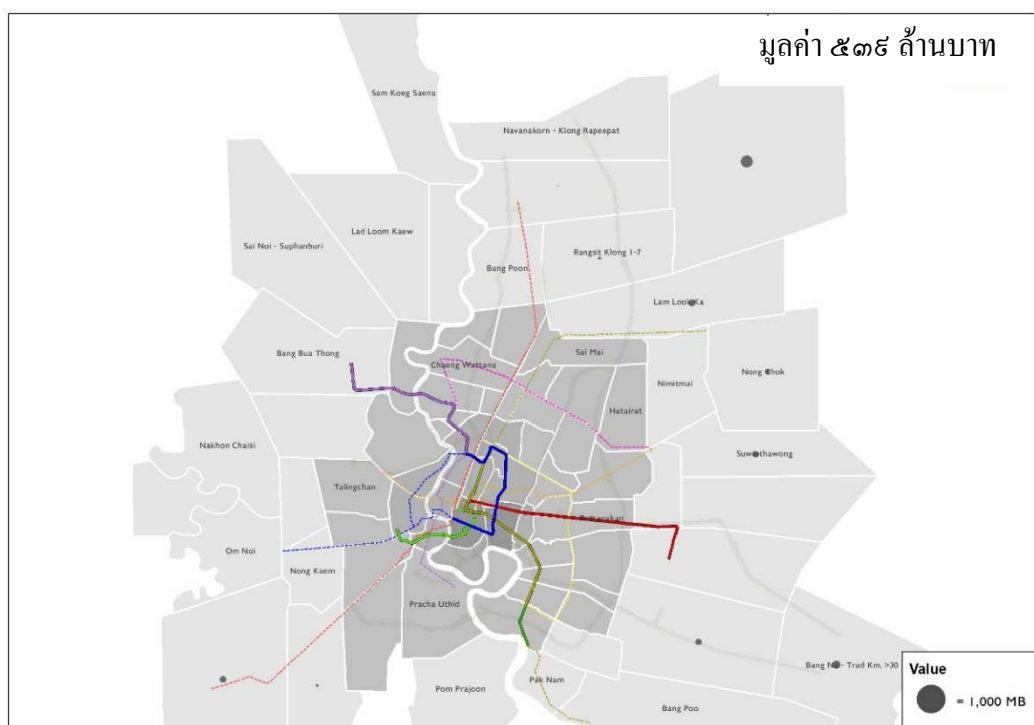 มูลค่า ๕๓๙ ล้านบาท
Sam Koeg Saena
Navanakorn - Klong Rapeepat
Lad Loom Kaew
Sai Noi - Suphanburi
Rangsit Klong 1-7
Bang Poon
Lam Look Ka
Bang Bua Thong
Chaeng Wattana
Sai Mai
Nong Chok
Nimitmai
Hatairat
Nakhon Chaisi
Suwinthawong
Talingchan
Pattanakan
Om Noi
Nong Kaem
Pracha Uthid
Bang Na - Trad Km. >30
Pak Nam
Pom Prajoon
Bang Poo
Value
= 1,000 MB